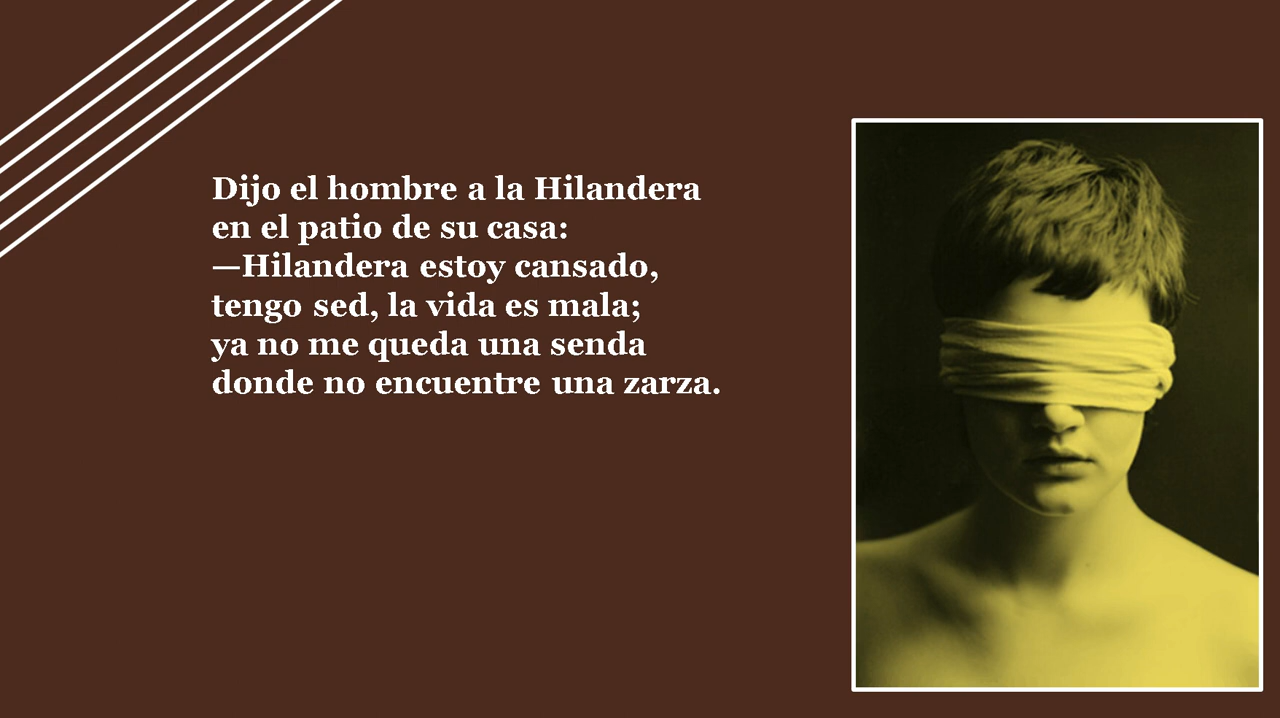 Dijo el hombre a la Hilandera
en el patio de su casa:
—Hilandera estoy cansado,
tengo sed, la vida es mala;
ya no me queda una senda
donde no encuentre una zarza.